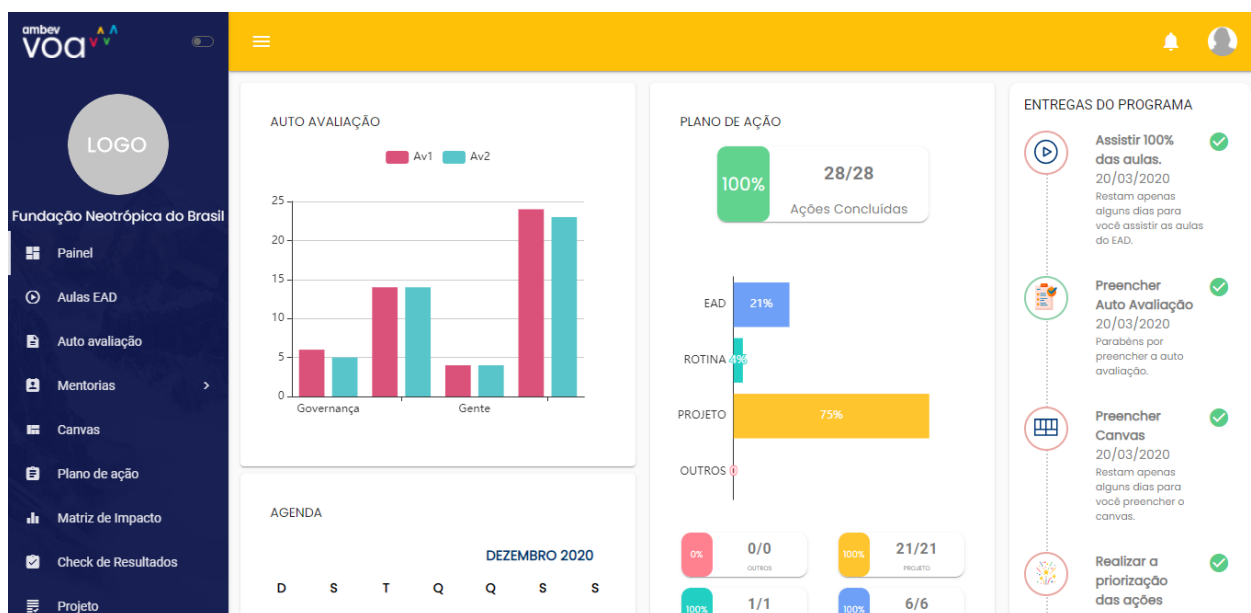 ambev
voa
LOGO
Fundação Neotrópica do Brasil
Painel
Aulas EAD
Auto avaliação
Mentorias
Canvas
Plano de ação
Matriz de Impacto
Check de Resultados
Projeto
AUTO AVALIAÇÃO
Av1 Av2
25
20
15
10
5
0
Governança Gente
AGENDA
DEZEMBRO 2020
D S T Q Q S S
PLANO DE AÇÃO
100%
28/28
Ações Concluídas
EAD 21%
ROTINA 4%
PROJETO 75%
OUTROS 0
0% 0/0
OUTROS
100% 21/21
PROJETO
100% 1/1
100% 6/6
ENTREGAS DO PROGRAMA
Assistir 100%
das aulas.
20/03/2020
Restam apenas
alguns dias para
você assistir as aulas
do EAD.
Preencher
Auto Avaliação
20/03/2020
Parabéns por
preencher a auto
avaliação.
Preencher
Canvas
20/03/2020
Restam apenas
alguns dias para
você preencher o
canvas.
Realizar a
priorização
das ações